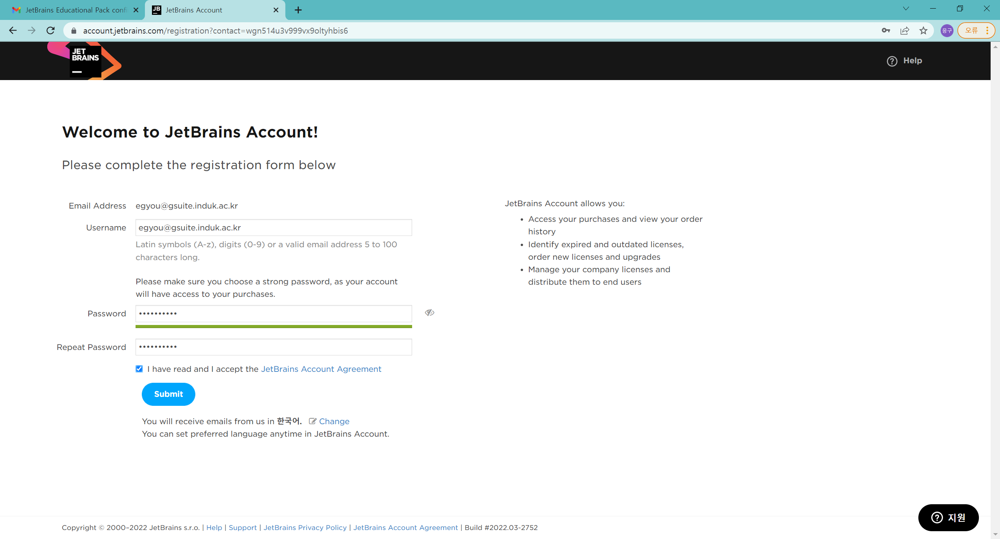 JetBrains Educational Pack confi
JetBrains Account
account.jetbrains.com/registration?contact=wgn514u3v999vx9oltyhbis6
응구
오류
JET
BRAINS
Help
Welcome to JetBrains Account!
Please complete the registration form below
Email Address egyou@gsuite.induk.ac.kr
Username egyou@gsuite.induk.ac.kr
Latin symbols (A-z), digits (0-9) or a valid email address 5 to 100
characters long.
Please make sure you choose a strong password, as your account
will have access to your purchases.
Password ••••••••••
Repeat Password ••••••••••
I have read and I accept the JetBrains Account Agreement
Submit
You will receive emails from us in 한국어. Change
You can set preferred language anytime in JetBrains Account.
JetBrains Account allows you:
• Access your purchases and view your order
history
• Identify expired and outdated licenses,
order new licenses and upgrades
• Manage your company licenses and
distribute them to end users
지원
Copyright © 2000–2022 JetBrains s.r.o. | Help | Support | JetBrains Privacy Policy | JetBrains Account Agreement | Build #2022.03-2752